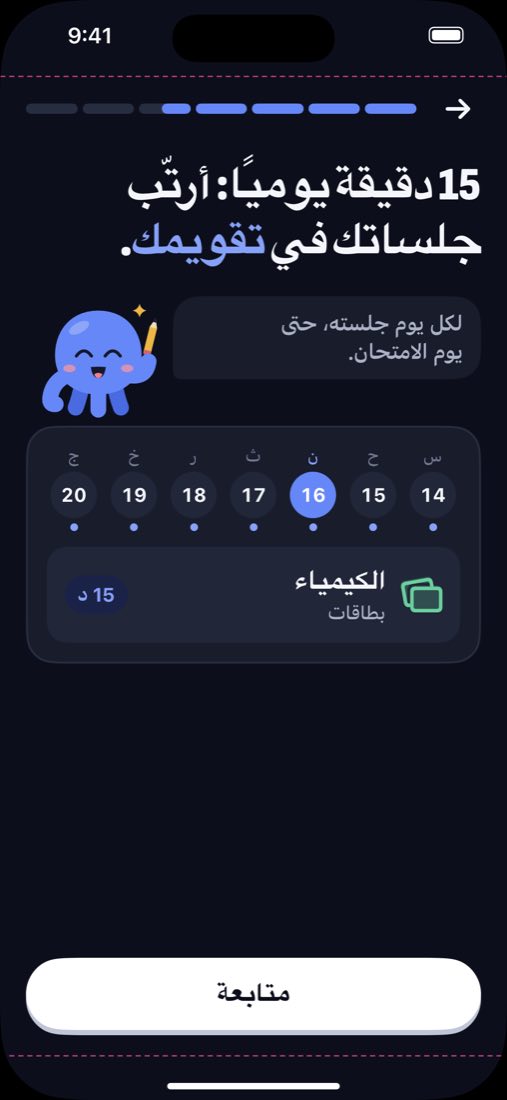 9:41
15 دقيقة يوميًا: أرتّب
جلساتك في تقويمك.
لكل يوم جلسته، حتى
يوم الامتحان.
س ح ن ث ر خ ج
14 15 16 17 18 19 20
الكيمياء
بطاقات
15 د
متابعة